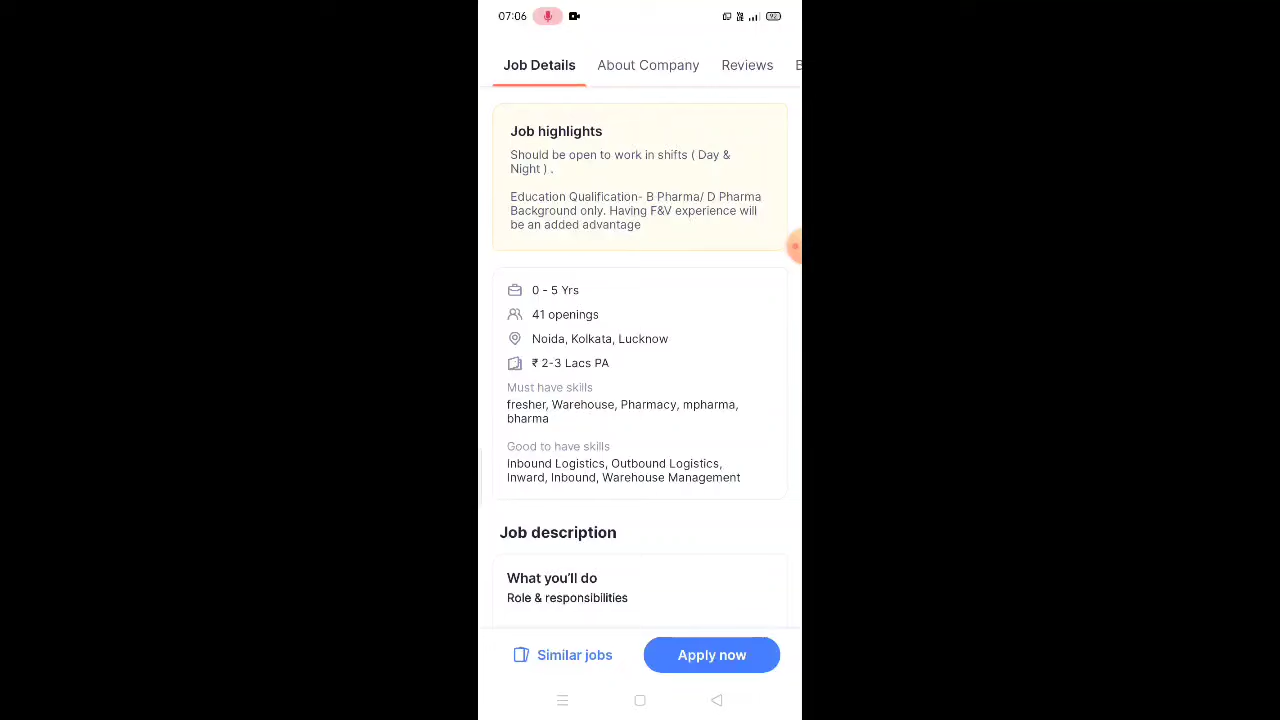 07:06
Job Details About Company Reviews
Job highlights
Should be open to work in shifts ( Day &
Night ) .
Education Qualification- B Pharma/ D Pharma
Background only. Having F&V experience will
be an added advantage
0 - 5 Yrs
41 openings
Noida, Kolkata, Lucknow
₹ 2-3 Lacs PA
Must have skills
fresher, Warehouse, Pharmacy, mpharma,
bharma
Good to have skills
Inbound Logistics, Outbound Logistics,
Inward, Inbound, Warehouse Management
Job description
What you'll do
Role & responsibilities
Similar jobs Apply now